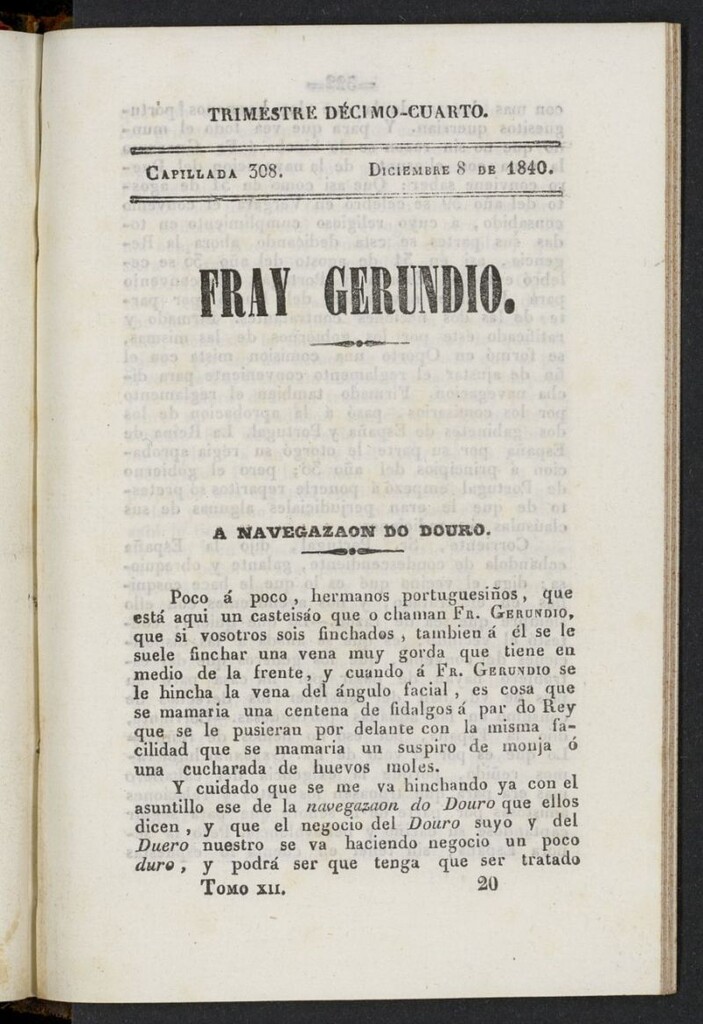 TRIMESTRE DÉCIMO-CUARTO.
CAPILLADA 308. DICIEMBRE 8 DE 1840.
FRAY GERUNDIO.
A NAVEGAZAON DO DOURO.
Poco á poco, hermanos portuguesiños, que
está aqui un casteisáo que o chaman FR. GERUNDIO,
que si vosotros sois finchados, tambien á él se le
suele finchar una vena muy gorda que tiene en
medio de la frente, y cuando á FR. GERUNDIO se
le hincha la vena del ángulo facial, es cosa que
se mamaria una centena de fidalgos á par do Rey
que se le pusieran por delante con la misma fa-
cilidad que se mamaria un suspiro de monja ó
una cucharada de huevos moles.
Y cuidado que se me va hinchando ya con el
asuntillo ese de la navegazaon do Douro que ellos
dicen, y que el negocio del Douro suyo y del
Duero nuestro se va haciendo negocio un poco
duro, y podrá ser que tenga que ser tratado
TOMO XII. 20